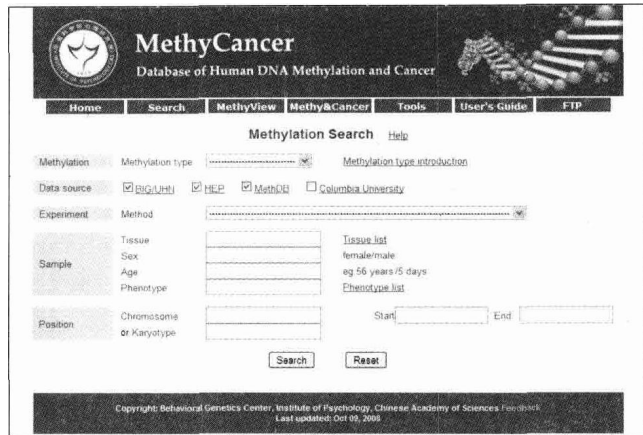 MethyCancer
Database of Human DNA Methylation and Cancer
Home Search MethyView Methy&Cancer Tools User's Guide FTP
Methylation Search Help
Methylation Methylation type Methylation type introduction
Data source BIG/UHN HEP MethDB Columbia University
Experiment Method
Sample
Tissue Tissue list
Sex female/male
Age eg.56 years /5 days
Phenotype Phenotype list
Position
Chromosome Start End
or Karyotype
Search Reset
Copyright: Behavioral Genetics Center, Institute of Psychology, Chinese Academy of Sciences Feedback
Last updated: Oct 09, 2008